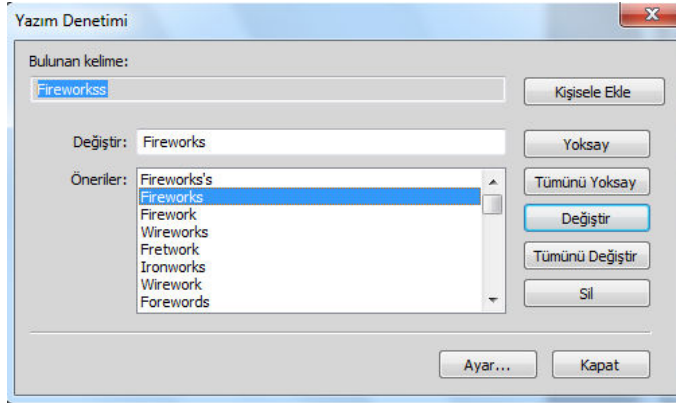 Yazım Denetimi
Bulunan kelime:
Fireworkss
Kişisele Ekle
Değiştir: Fireworks
Yoksay
Öneriler: Fireworks's
Fireworks
Firework
Wireworks
Fretwork
Ironworks
Wirework
Forewords
Tümünü Yoksay
Değiştir
Tümünü Değiştir
Sil
Ayar...
Kapat